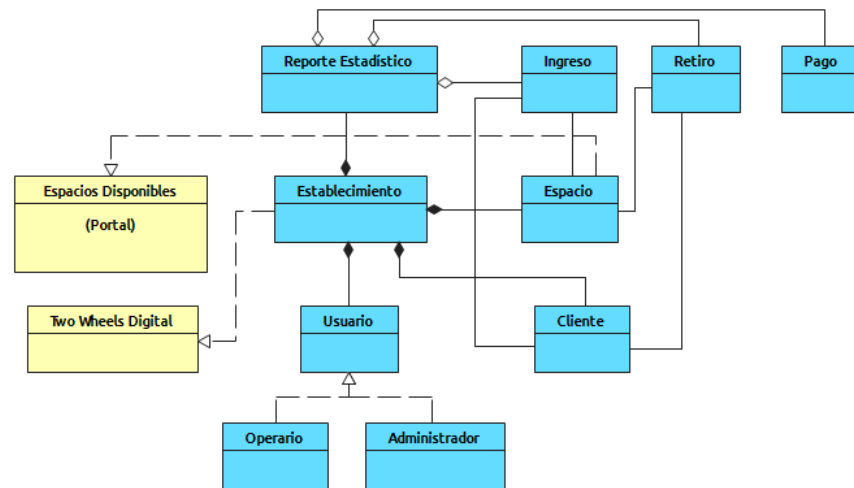 Reporte Estadístico
Ingreso
Retiro
Pago
Espacios Disponibles
(Portal)
Establecimiento
Espacio
Two Wheels Digital
Usuario
Cliente
Operario
Administrador